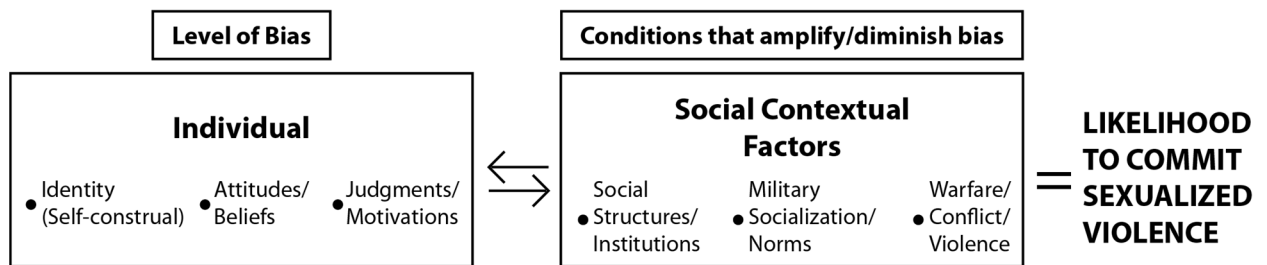 Level of Bias
Conditions that amplify/diminish bias
Individual
• Identity
(Self-construal)
• Attitudes/
Beliefs
• Judgments/
Motivations
Social Contextual
Factors
Social
• Structures/
Institutions
Military
• Socialization/
Norms
Warfare/
• Conflict/
Violence
=
LIKELIHOOD
TO COMMIT
SEXUALIZED
VIOLENCE